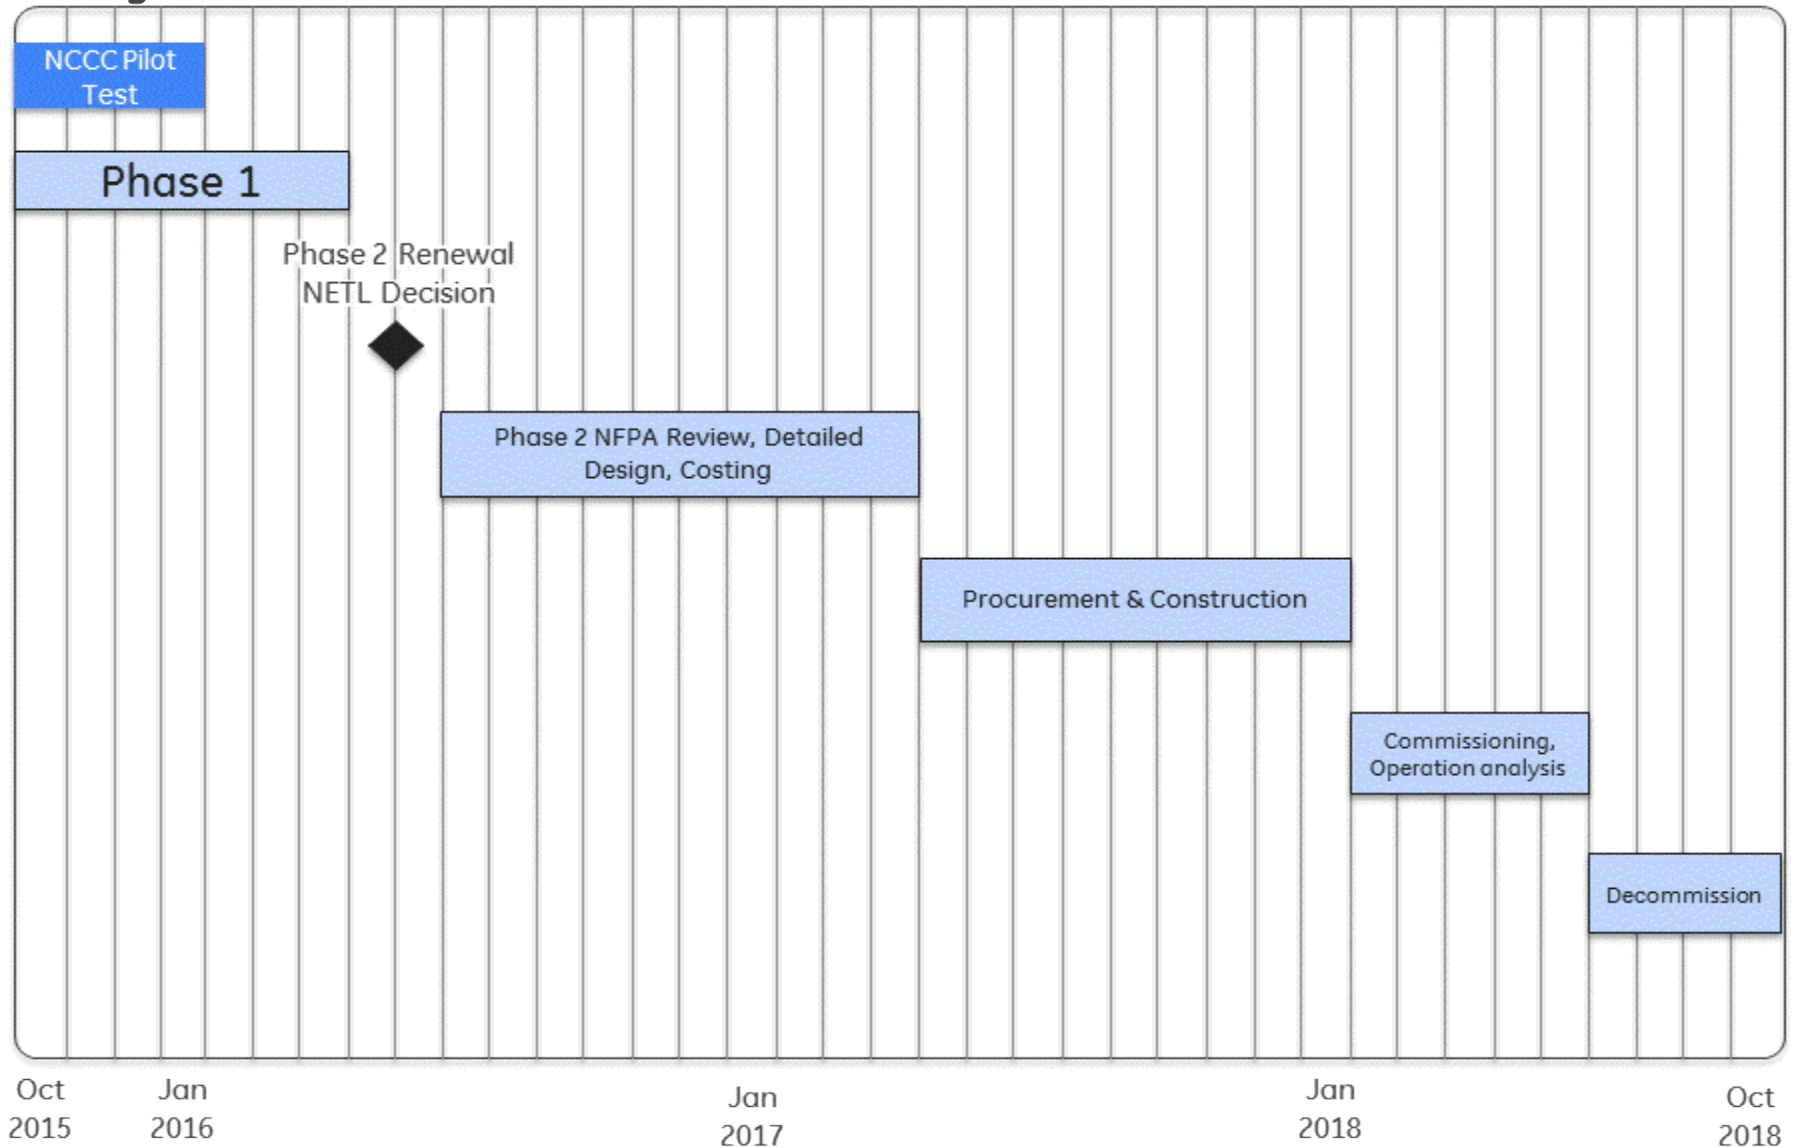 NCCC Pilot
Test
Phase 1
Phase 2 Renewal
NETL Decision
Phase 2 NFPA Review, Detailed
Design, Costing
Procurement & Construction
Commissioning,
Operation analysis
Decommission
Oct
2015
Jan
2016
Jan
2017
Jan
2018
Oct
2018